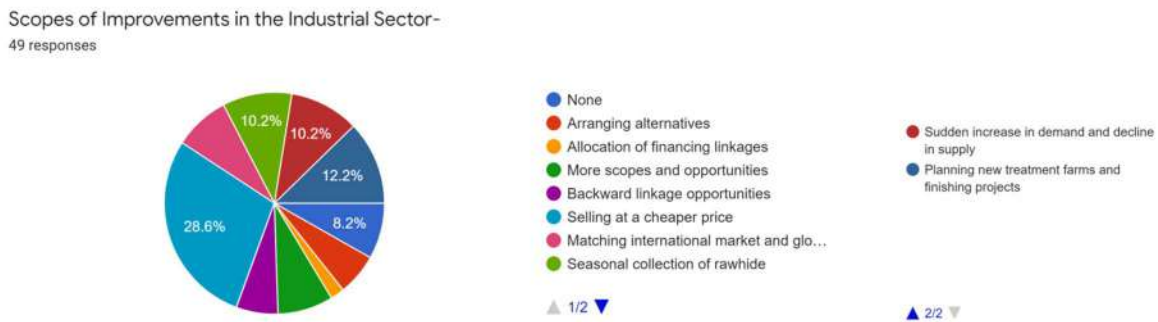 Scopes of Improvements in the Industrial Sector-
49 responses
10.2%
10.2%
12.2%
8.2%
28.6%
None
Arranging alternatives
Allocation of financing linkages
More scopes and opportunities
Backward linkage opportunities
Selling at a cheaper price
Matching international market and glo...
Seasonal collection of rawhide
1/2
Sudden increase in demand and decline
in supply
Planning new treatment farms and
finishing projects
2/2